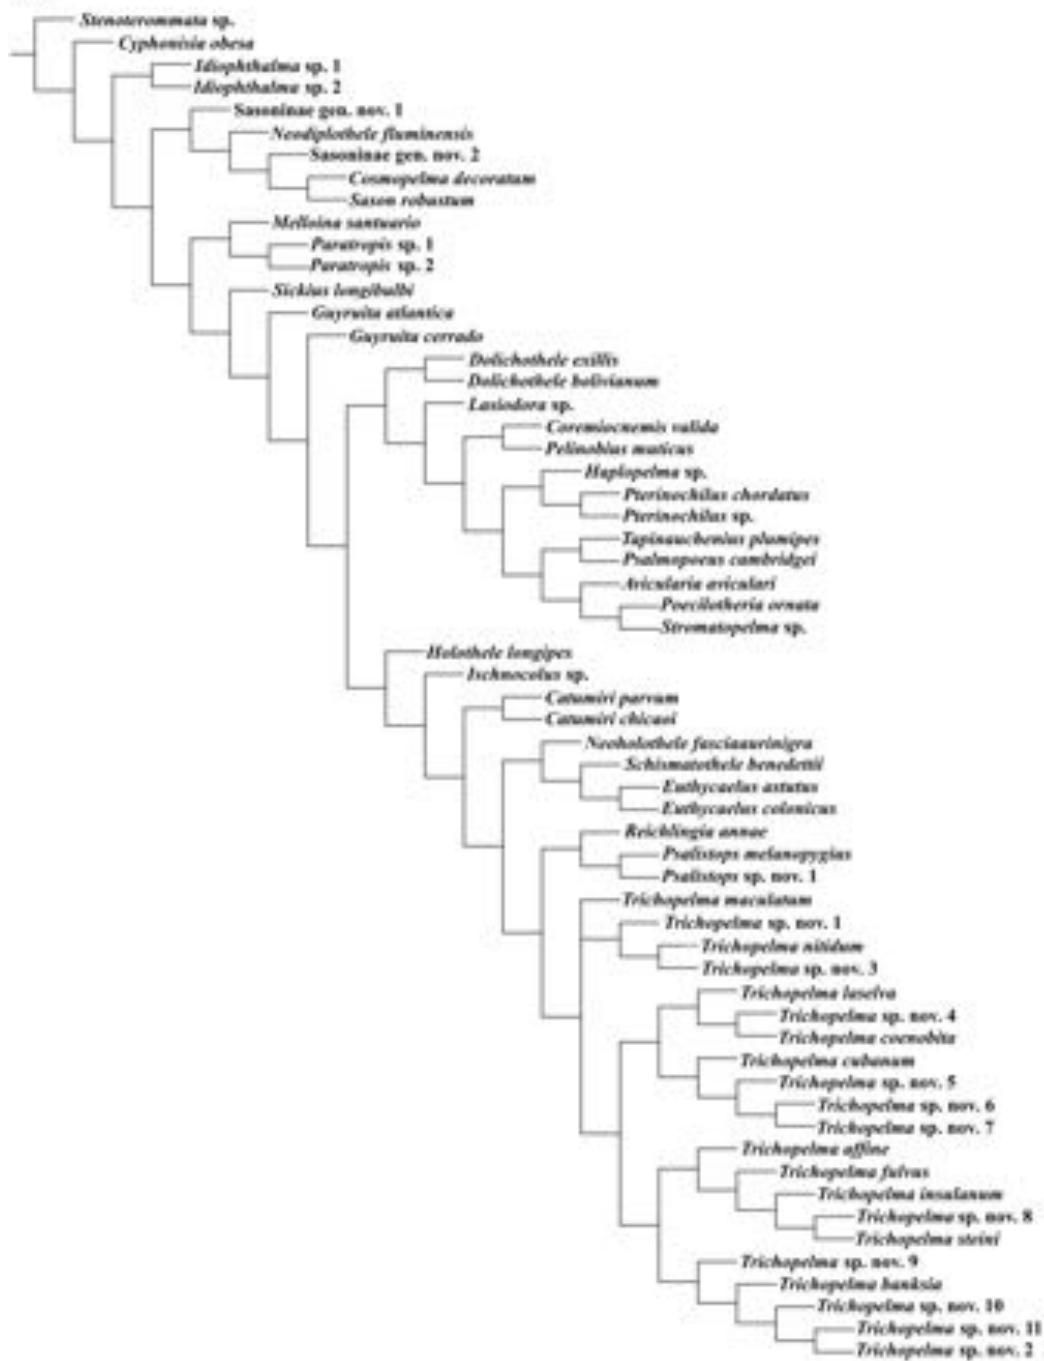 Stenoterommata sp.
Cyphonisia obesa
Idiophthalma sp. 1
Idiophthalma sp. 2
Sasoninae gen. nov. 1
Neodiplothele fluminensis
Sasoninae gen. nov. 2
Cosmopelma decoratum
Sason robustum
Melloina santuario
Paratropis sp. 1
Paratropis sp. 2
Sickius longibulbi
Guyruita atlantica
Guyruita cerrado
Dolichothele exillis
Dolichothele bolivianum
Lasiodora sp.
Coremiocnemis valida
Pelinobius muticus
Haplopelma sp.
Pterinochilus chordatus
Pterinochilus sp.
Tapinauchenius plumipes
Psalmopoeus cambridgei
Avicularia aviculari
Poecilotheria ornata
Stromatopelma sp.
Holothele longipes
Ischnocolus sp.
Catumiri parvum
Catumiri chicaoi
Neoholothele fasciaaurinigra
Schismatothele benedettii
Euthycaelus astutus
Euthycaelus colonicus
Reichlingia annae
Psalistops melanopygius
Psalistops sp. nov. 1
Trichopelma maculatum
Trichopelma sp. nov. 1
Trichopelma nitidum
Trichopelma sp. nov. 3
Trichopelma laselva
Trichopelma sp. nov. 4
Trichopelma coenobita
Trichopelma cubanum
Trichopelma sp. nov. 5
Trichopelma sp. nov. 6
Trichopelma sp. nov. 7
Trichopelma affine
Trichopelma fulvus
Trichopelma insulanum
Trichopelma sp. nov. 8
Trichopelma steini
Trichopelma sp. nov. 9
Trichopelma banksia
Trichopelma sp. nov. 10
Trichopelma sp. nov. 11
Trichopelma sp. nov. 2